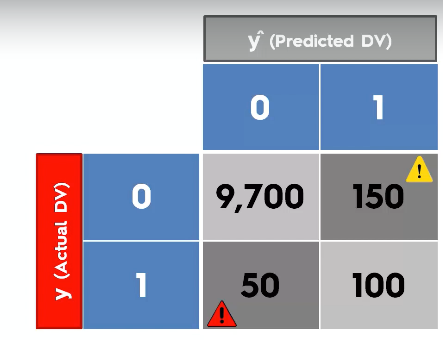 ŷ (Predicted DV)
0 1
y (Actual DV)
0 9,700 150 !
1 50 ! 100